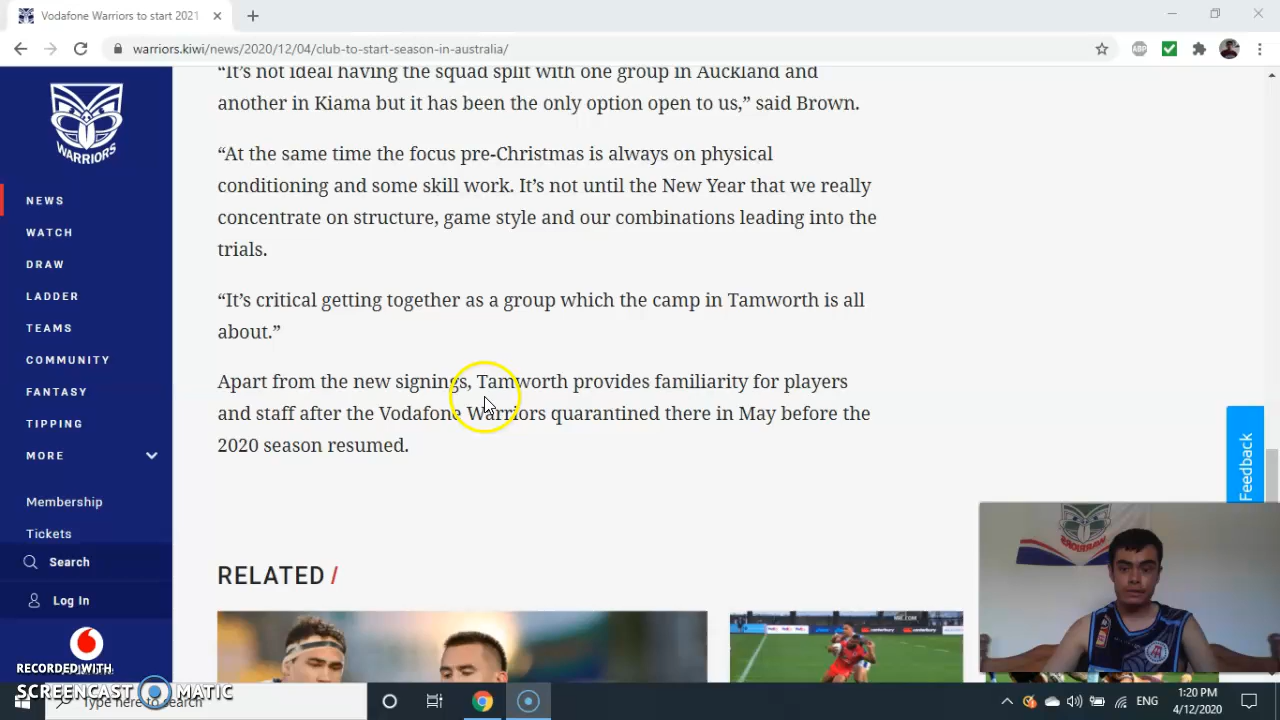 Vodafone Warriors to start 2021
warriors.kiwi/news/2020/12/04/club-to-start-season-in-australia/
ABP
WARRIORS
NEWS
WATCH
DRAW
LADDER
TEAMS
COMMUNITY
FANTASY
TIPPING
MORE
Membership
Tickets
Search
Log In
“It’s not ideal having the squad split with one group in Auckland and
another in Kiama but it has been the only option open to us,” said Brown.
“At the same time the focus pre-Christmas is always on physical
conditioning and some skill work. It’s not until the New Year that we really
concentrate on structure, game style and our combinations leading into the
trials.
“It’s critical getting together as a group which the camp in Tamworth is all
about.”
Apart from the new signings, Tamworth provides familiarity for players
and staff after the Vodafone Warriors quarantined there in May before the
2020 season resumed.
RELATED /
Feedback
RECORDED WITH
SCREENCAST MATIC
Type here to search
ENG
1:20 PM
4/12/2020